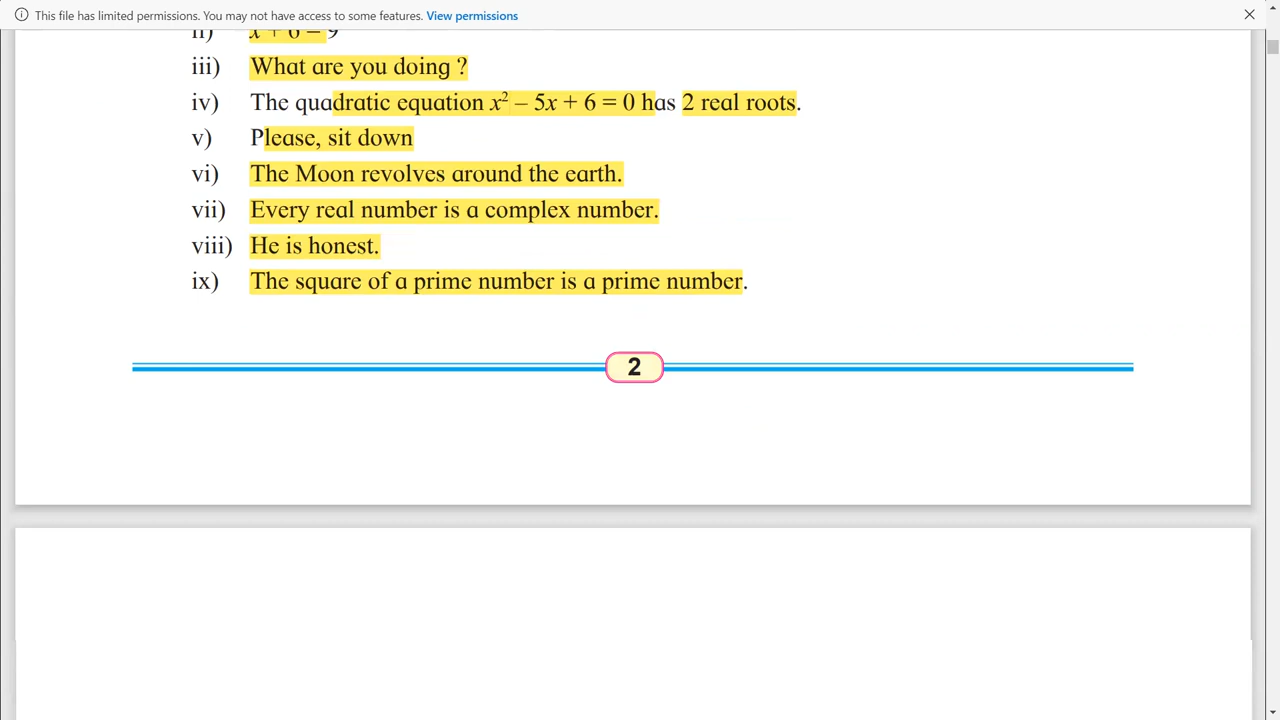 This file has limited permissions. You may not have access to some features. View permissions
ii) x + 6 = 9
iii) What are you doing ?
iv) The quadratic equation x² – 5x + 6 = 0 has 2 real roots.
v) Please, sit down
vi) The Moon revolves around the earth.
vii) Every real number is a complex number.
viii) He is honest.
ix) The square of a prime number is a prime number.
2